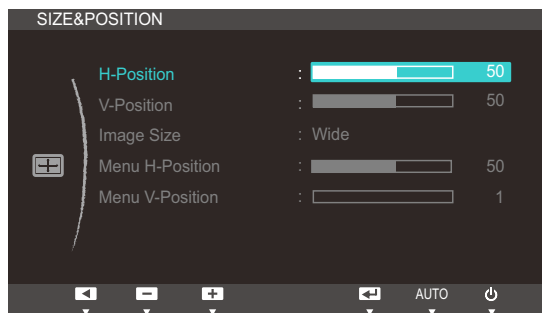 SIZE&POSITION
H-Position : 50
V-Position : 50
Image Size : Wide
Menu H-Position : 50
Menu V-Position : 1
AUTO